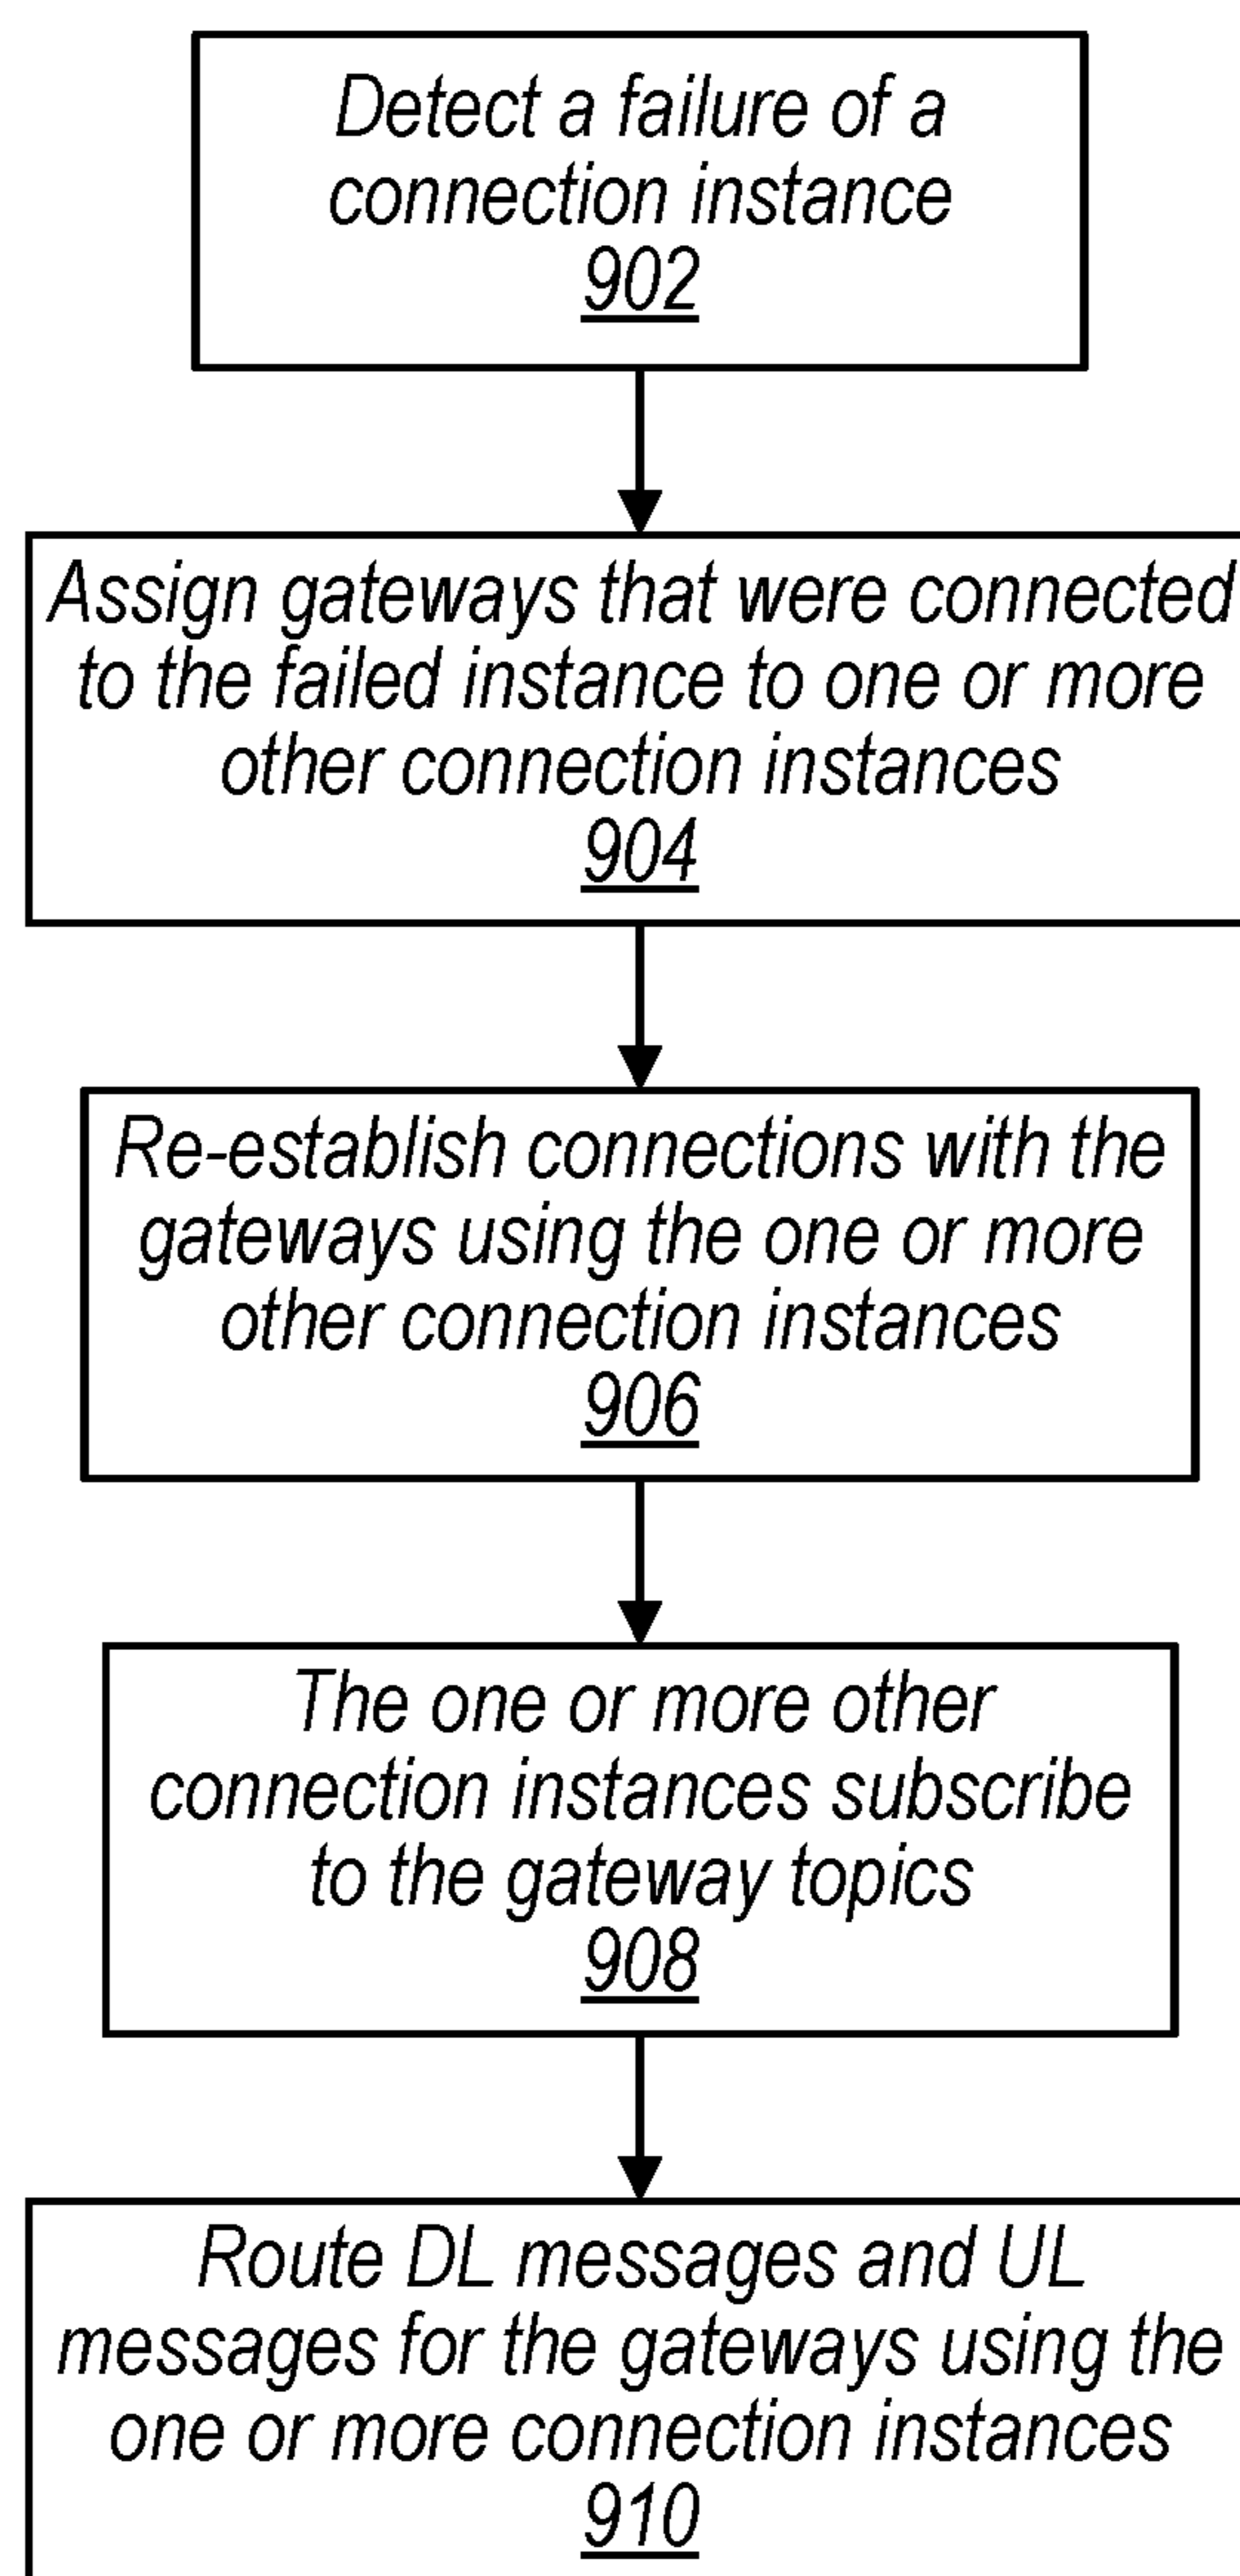 Detect a failure of a
connection instance
902
Assign gateways that were connected
to the failed instance to one or more
other connection instances
904
Re-establish connections with the
gateways using the one or more
other connection instances
906
The one or more other
connection instances subscribe
to the gateway topics
908
Route DL messages and UL
messages for the gateways using the
one or more connection instances
910